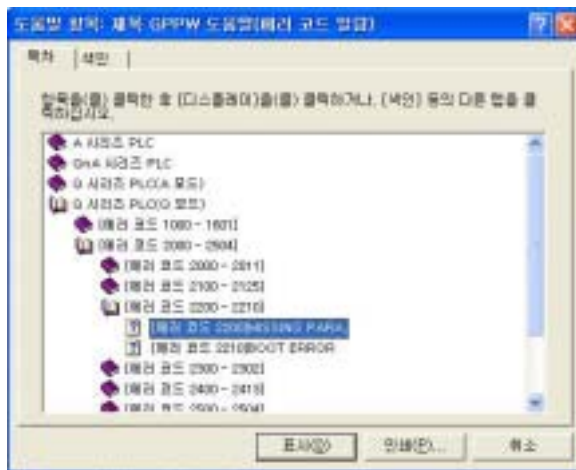 도움말 항목: 제목 GPPW 도움말(에러 코드 일람)
목차
색인
항목을(를) 클릭한 후 [디스플레이]을(를) 클릭하거나, [색인] 등의 다른 탭을 클
릭하십시오.
A 시리즈 PLC
QnA 시리즈 PLC
Q 시리즈 PLC(A 모드)
Q 시리즈 PLC(Q 모드)
[에러 코드 1000 - 1601]
[에러 코드 2000 - 2504]
[에러 코드 2000 - 2011]
[에러 코드 2100 - 2125]
[에러 코드 2200 - 2210]
[에러 코드 2200]MISSING PARA.
[에러 코드 2210]BOOT ERROR
[에러 코드 2300 - 2302]
[에러 코드 2400 - 2413]
[에러 코드 2500 - 2504]
표시(D)
인쇄(P)...
취소